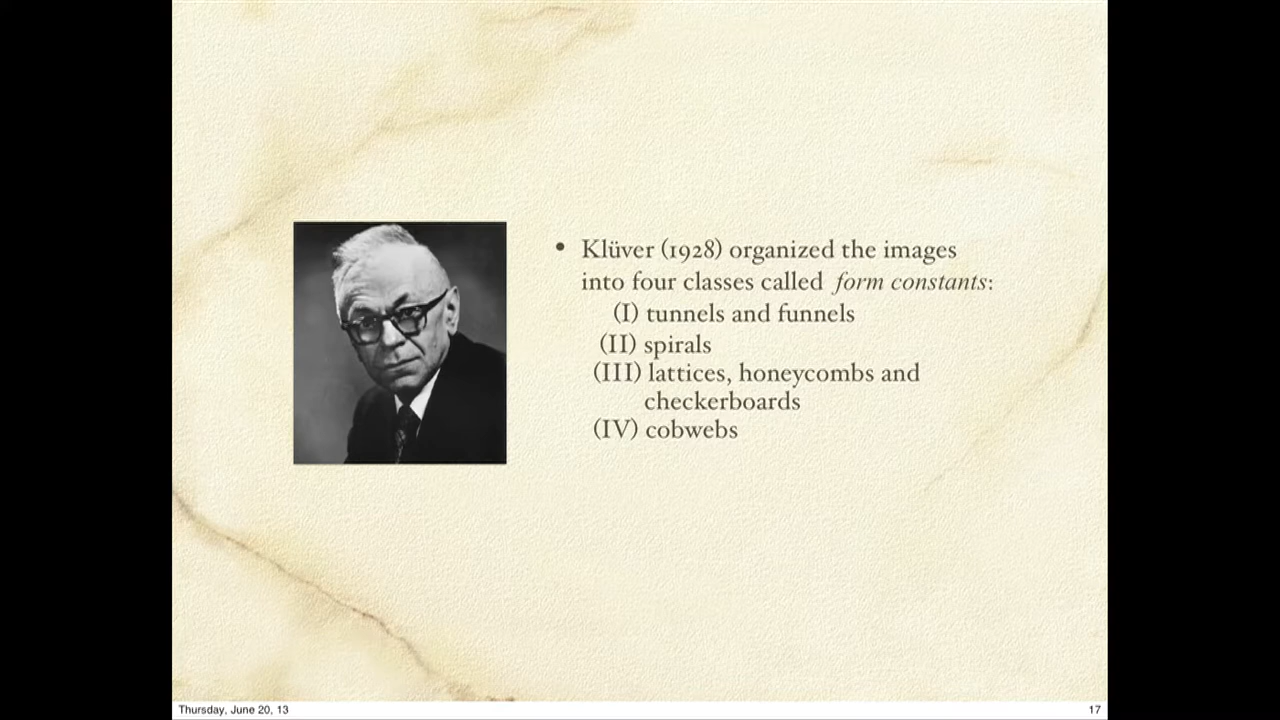 • Klüver (1928) organized the images
into four classes called form constants:
(I) tunnels and funnels
(II) spirals
(III) lattices, honeycombs and
checkerboards
(IV) cobwebs
Thursday, June 20, 13
17